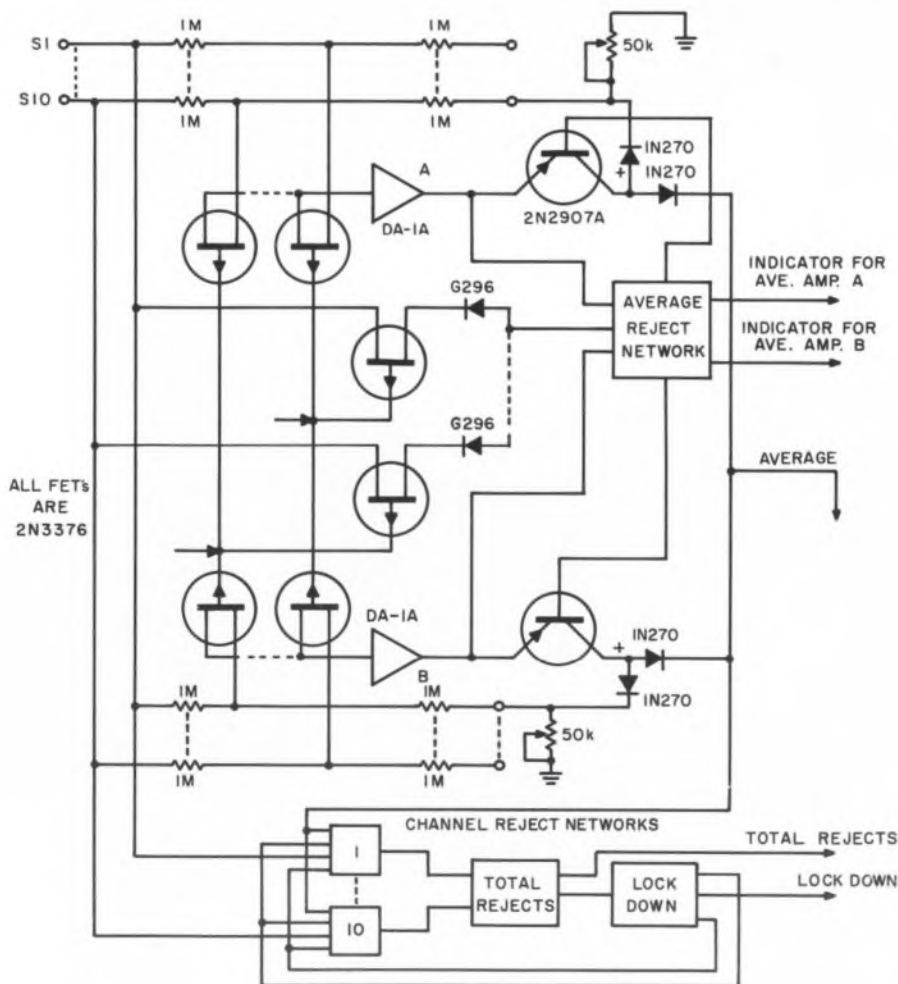 1M
1M
S1
50k
S10
1M
1M
1N270
1N270
+
A
DA-1A
2N2907A
INDICATOR FOR
AVE. AMP. A
G296
AVERAGE
REJECT
NETWORK
INDICATOR FOR
AVE. AMP. B
G296
AVERAGE
ALL FET's
ARE
2N3376
DA-1A
1N270
+
B
1M
1M
1N270
50k
1M
1M
CHANNEL REJECT NETWORKS
TOTAL REJECTS
1
TOTAL
REJECTS
LOCK
DOWN
LOCK DOWN
10